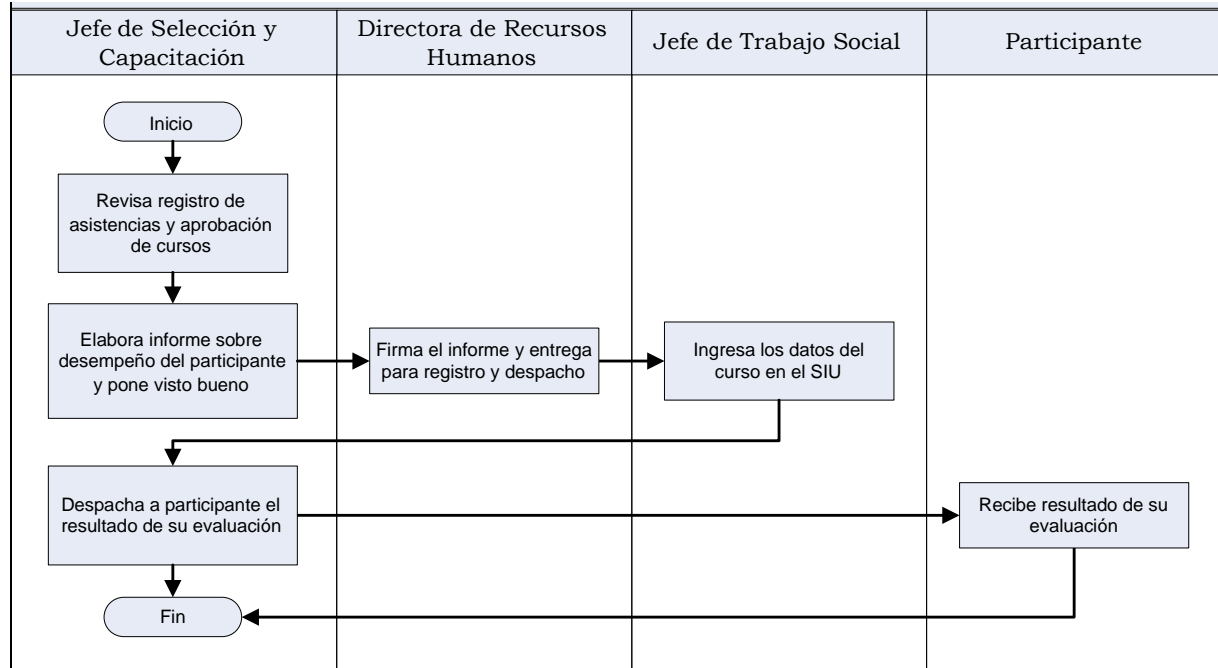 Jefe de Selección y
Capacitación
Directora de Recursos
Humanos
Jefe de Trabajo Social
Participante
Inicio
Revisa registro de
asistencias y aprobación
de cursos
Elabora informe sobre
desempeño del participante
y pone visto bueno
Firma el informe y entrega
para registro y despacho
Ingresa los datos del
curso en el SIU
Despacha a participante el
resultado de su evaluación
Recibe resultado de su
evaluación
Fin